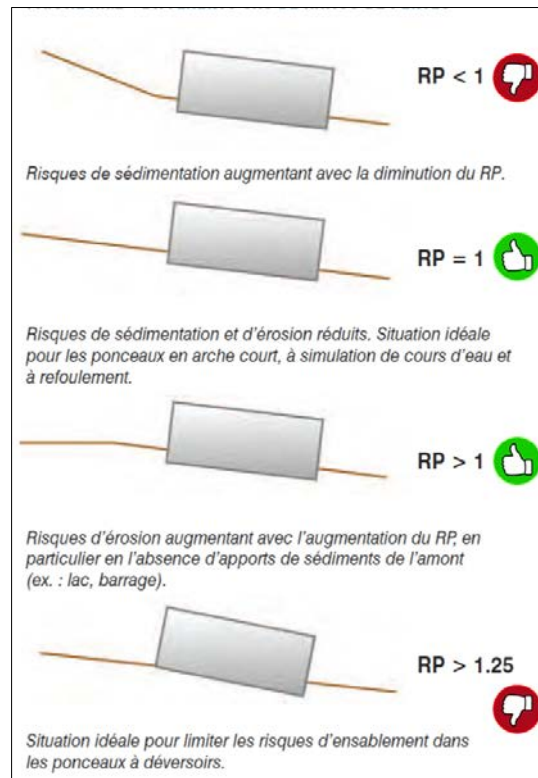 RP < 1
Risques de sédimentation augmentant avec la diminution du RP.
RP = 1
Risques de sédimentation et d'érosion réduits. Situation idéale
pour les ponceaux en arche court, à simulation de cours d'eau et
à refoulement.
RP > 1
Risques d'érosion augmentant avec l'augmentation du RP, en
particulier en l'absence d'apports de sédiments de l'amont
(ex. : lac, barrage).
RP > 1.25
Situation idéale pour limiter les risques d'ensablement dans
les ponceaux à déversoirs.